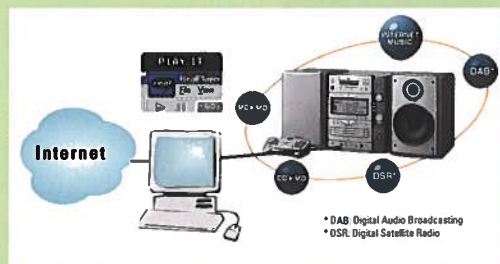 INTERNET
MUSIC
PLAY IT
DAB*
File View
MD▸MD
Internet
CD▸MD
DSR*
* DAB: Digital Audio Broadcasting
* DSR: Digital Satellite Radio